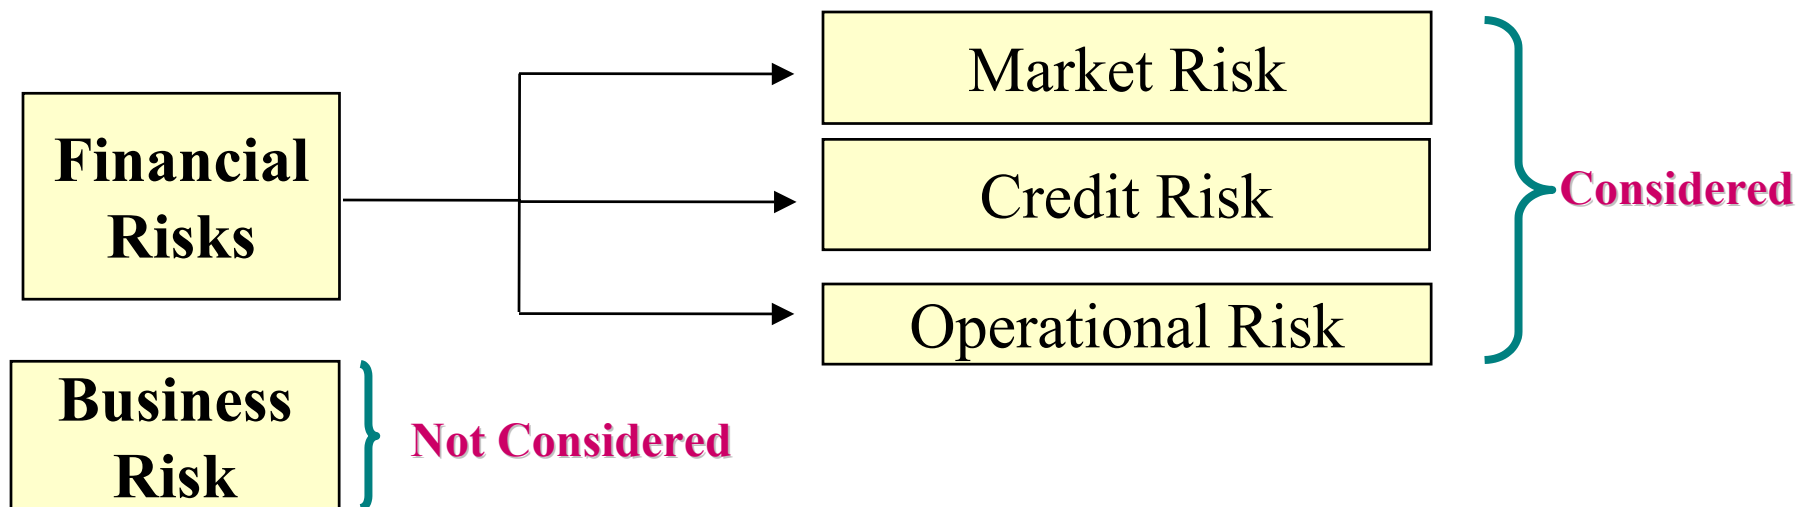 Financial
Risks
Market Risk
Credit Risk
Operational Risk
Considered
Business
Risk
Not Considered